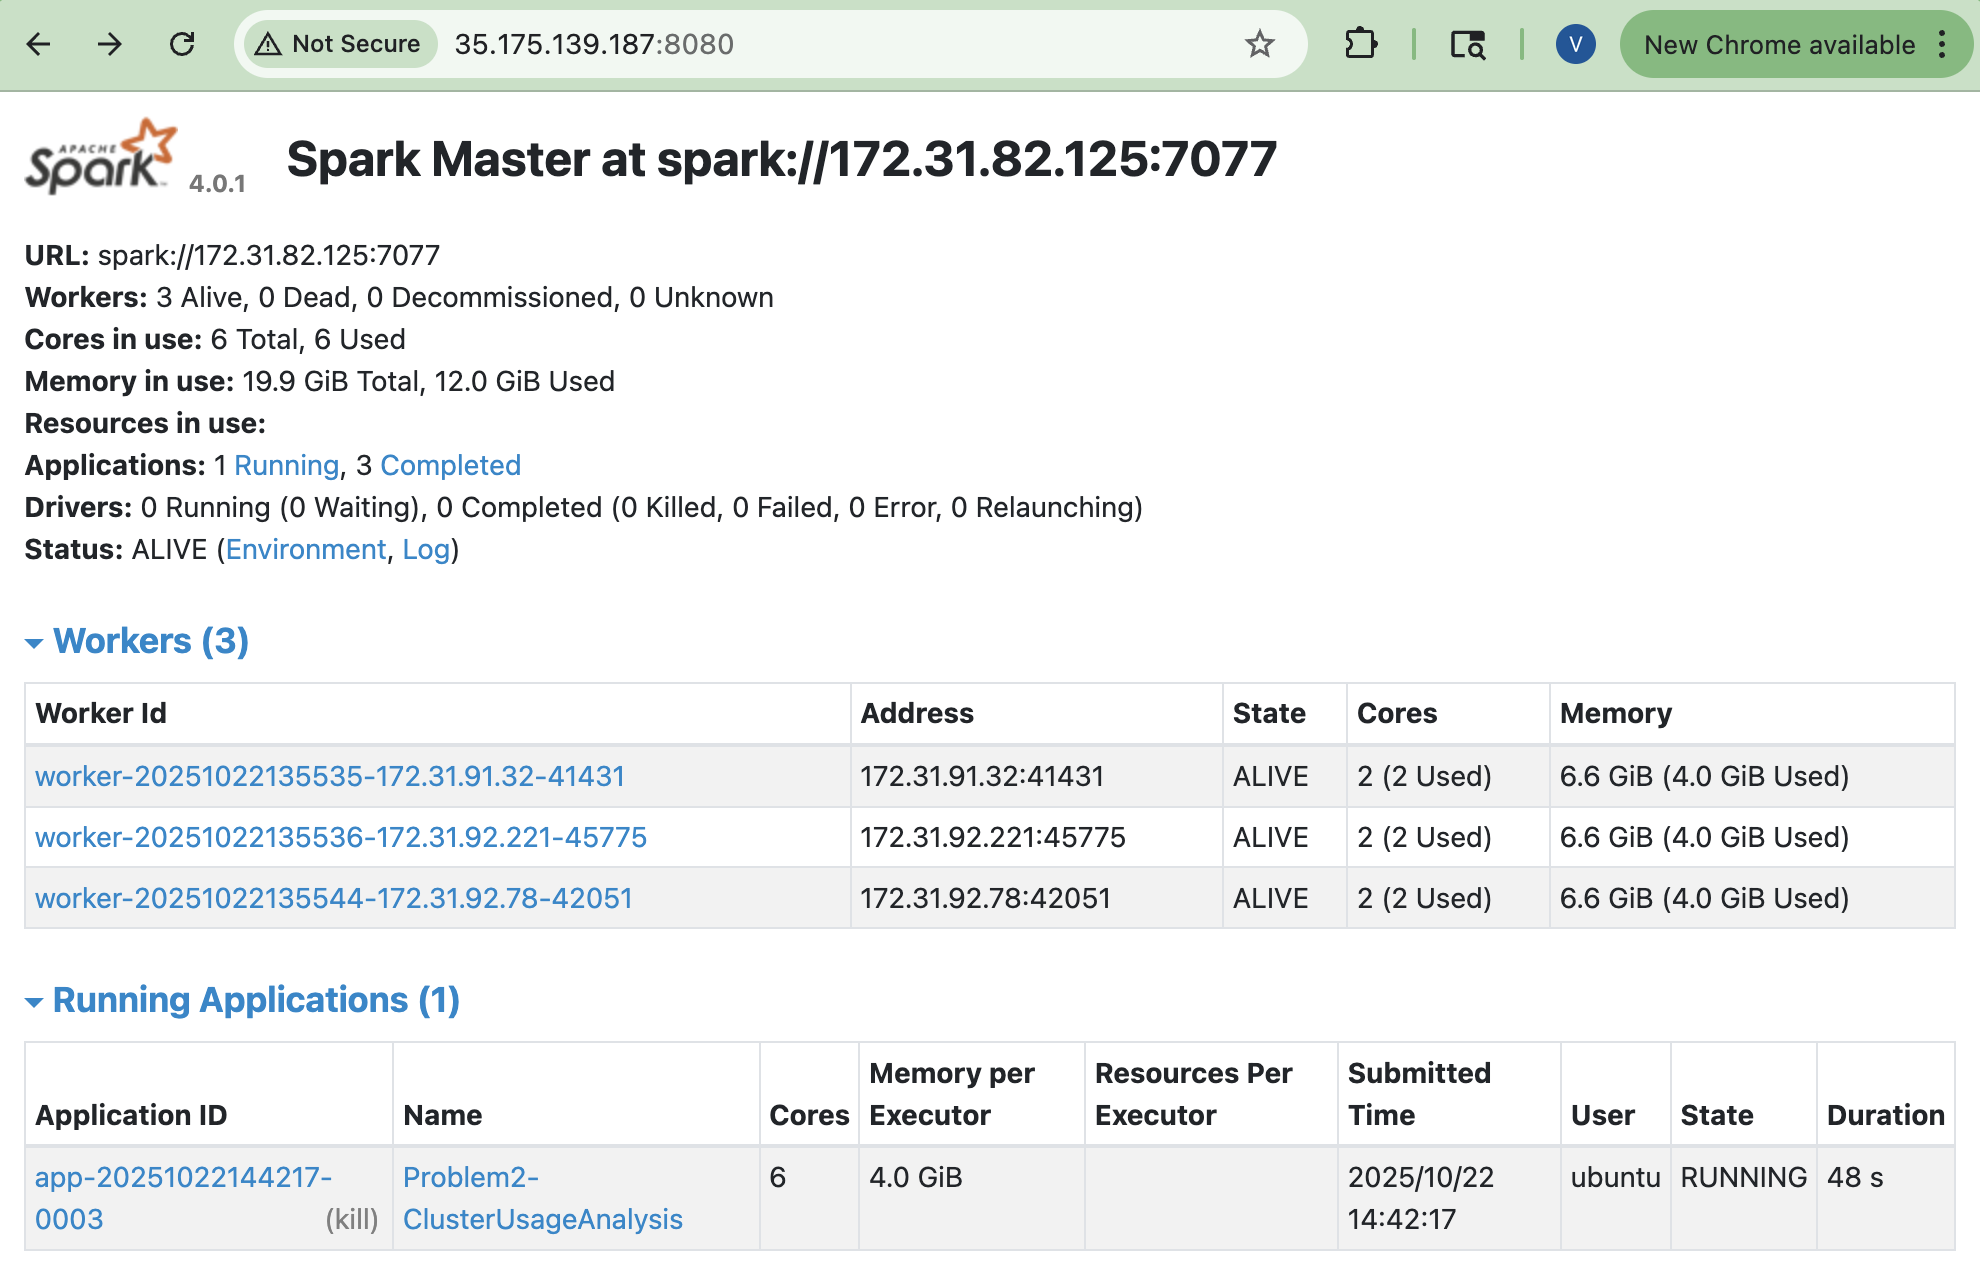 Not Secure 35.175.139.187:8080 V New Chrome available
APACHE
Spark 4.0.1 Spark Master at spark://172.31.82.125:7077
URL: spark://172.31.82.125:7077
Workers: 3 Alive, 0 Dead, 0 Decommissioned, 0 Unknown
Cores in use: 6 Total, 6 Used
Memory in use: 19.9 GiB Total, 12.0 GiB Used
Resources in use:
Applications: 1 Running, 3 Completed
Drivers: 0 Running (0 Waiting), 0 Completed (0 Killed, 0 Failed, 0 Error, 0 Relaunching)
Status: ALIVE (Environment, Log)
Workers (3)
Worker Id Address State Cores Memory
worker-20251022135535-172.31.91.32-41431 172.31.91.32:41431 ALIVE 2 (2 Used) 6.6 GiB (4.0 GiB Used)
worker-20251022135536-172.31.92.221-45775 172.31.92.221:45775 ALIVE 2 (2 Used) 6.6 GiB (4.0 GiB Used)
worker-20251022135544-172.31.92.78-42051 172.31.92.78:42051 ALIVE 2 (2 Used) 6.6 GiB (4.0 GiB Used)
Running Applications (1)
Memory per Resources Per Submitted
Application ID Name Cores Executor Executor Time User State Duration
app-20251022144217- Problem2- 6 4.0 GiB 2025/10/22 ubuntu RUNNING 48 s
0003 (kill) ClusterUsageAnalysis 14:42:17